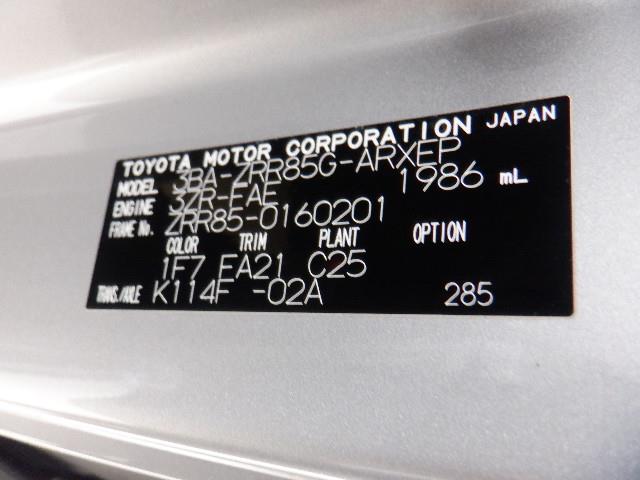 TOYOTA MOTOR CORPORATION JAPAN
MODEL 3BA-ZRR85G-ARXEP
ENGINE 3ZR-FAE 1986 mL
FRAME No. ZRR85-0160201
COLOR TRIM PLANT OPTION
1F7 EA21 C25
TRANS./AXLE K114F -02A 285